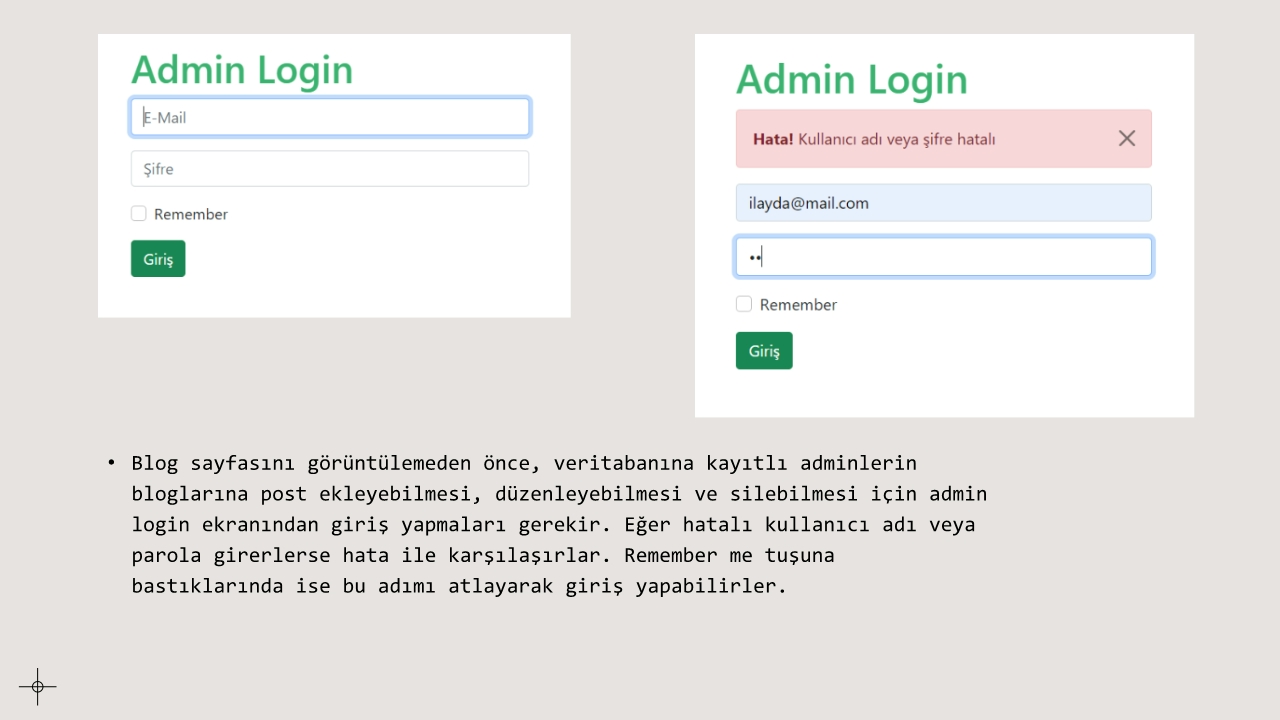 Admin Login
E-Mail
Şifre
Remember
Giriş
Admin Login
Hata! Kullanıcı adı veya şifre hatalı
ilayda@mail.com
••
Remember
Giriş
• Blog sayfasını görüntülemeden önce, veritabanına kayıtlı adminlerin
bloglarına post ekleyebilmesi, düzenleyebilmesi ve silebilmesi için admin
login ekranından giriş yapmaları gerekir. Eğer hatalı kullanıcı adı veya
parola girerlerse hata ile karşılaşırlar. Remember me tuşuna
bastıklarında ise bu adımı atlayarak giriş yapabilirler.